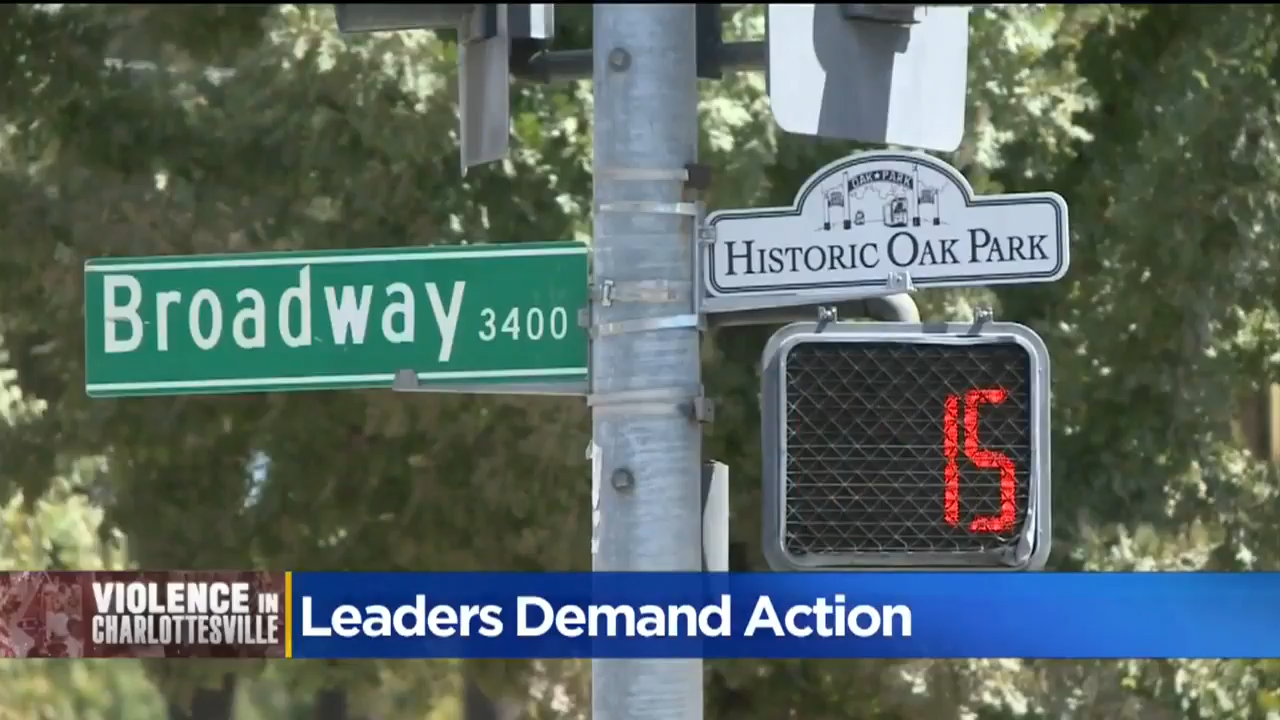 OAK PARK
HISTORIC OAK PARK
Broadway 3400
15
VIOLENCE IN
CHARLOTTESVILLE
Leaders Demand Action